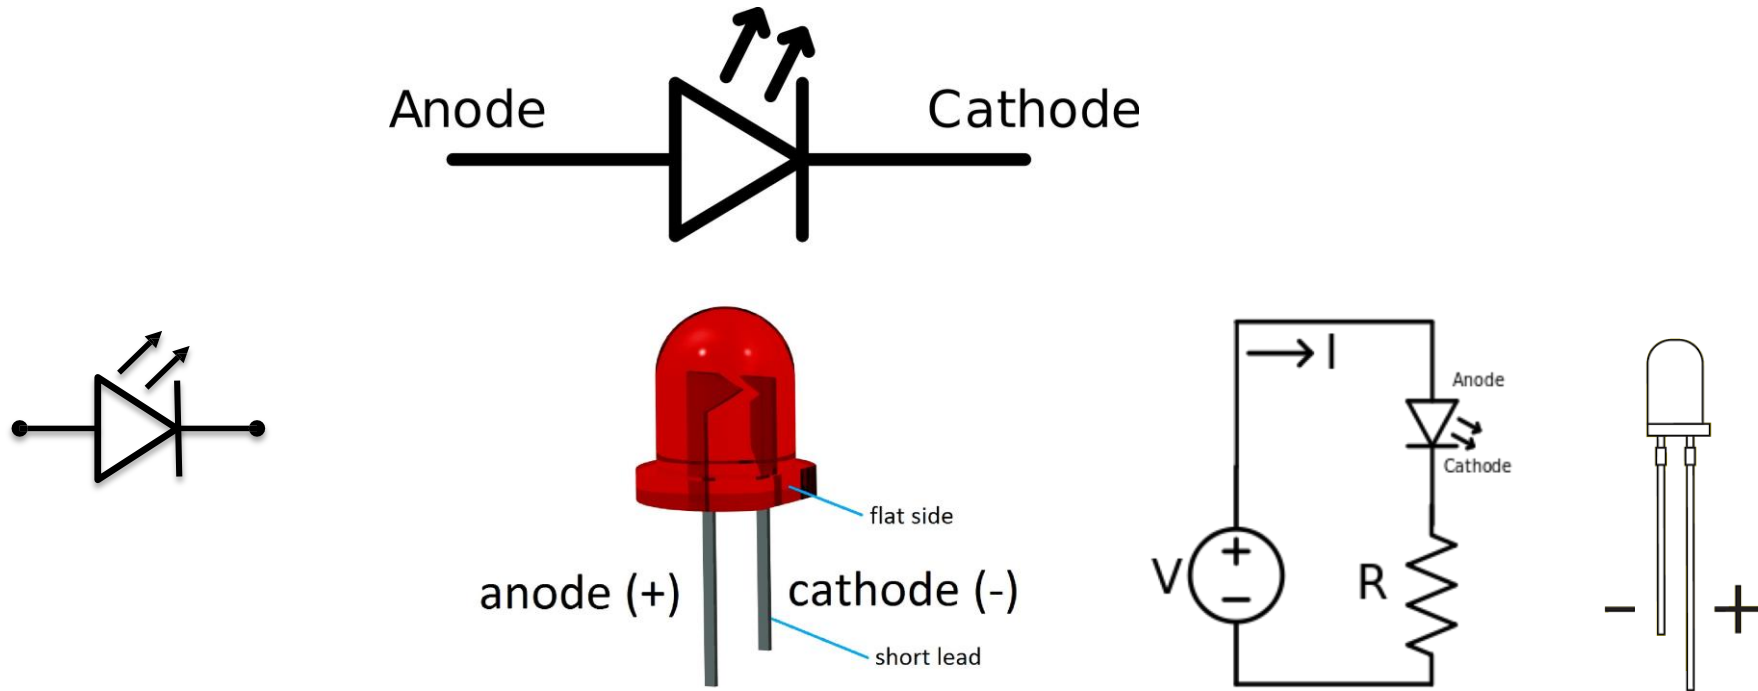 Anode
Cathode
flat side
anode (+)
cathode (-)
short lead
I
Anode
Cathode
V
+
−
R
−
+